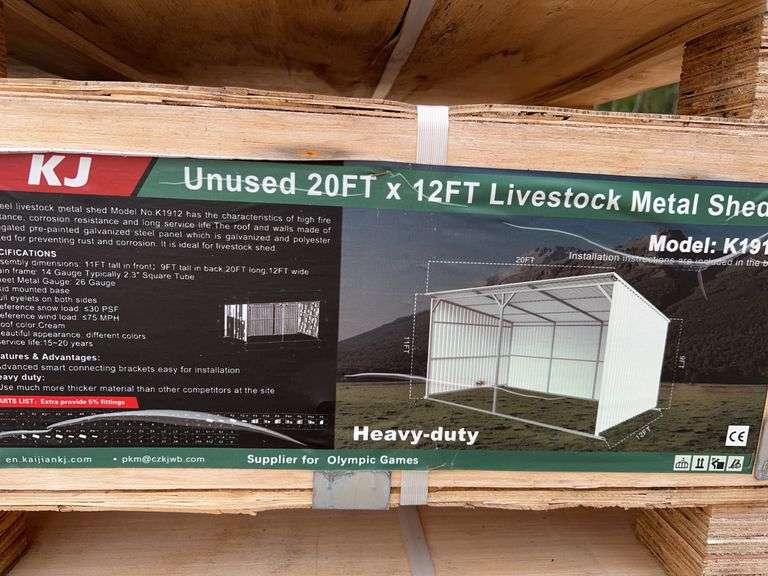 KJ
Unused 20FT x 12FT Livestock Metal Shed
eel livestock metal shed Model No.K1912 has the characteristics of high fire
tance, corrosion resistance and long service life The roof and walls made of
gated pre-painted galvanized steel panel which is galvanized and polyester
ed for preventing rust and corrosion. It is ideal for livestock shed.
ECIFICATIONS
sembly dimensions: 11FT tall in front; 9FT tall in back,20FT long,12FT wide
ain frame: 14 Gauge Typically 2.3" Square Tube
eet Metal Gauge: 26 Gauge
kid mounted base
ull eyelets on both sides
eference snow load: ≤30 PSF
eference wind load: ≤75 MPH
oof color:Cream
eautiful appearance, different colors
ervice life:15~20 years
eatures & Advantages:
Advanced smart connecting brackets easy for installation
eavy duty:
Use much more thicker material than other competitors at the site
ARTS LIST: Extra provide 5% fittings
Model: K191
Installation instructions are included in the b
20FT
11FT
9FT
12FT
Heavy-duty
CE
en.kaijiankj.com • pkm@czkjwb.com Supplier for Olympic Games